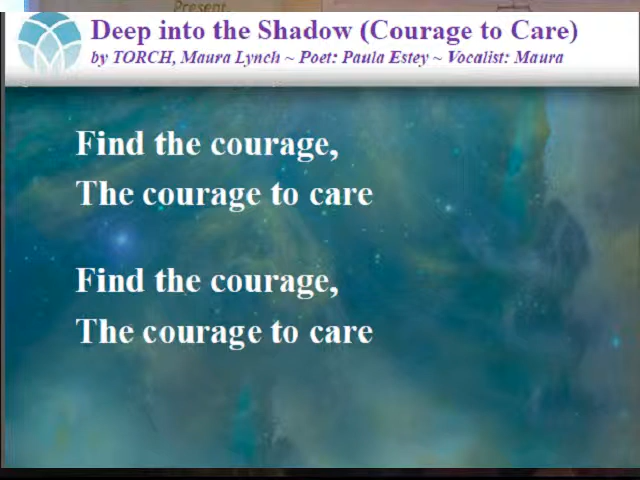 Present
Deep into the Shadow (Courage to Care)
by TORCH, Maura Lynch ~ Poet: Paula Estey ~ Vocalist: Maura
Find the courage,
The courage to care
Find the courage,
The courage to care